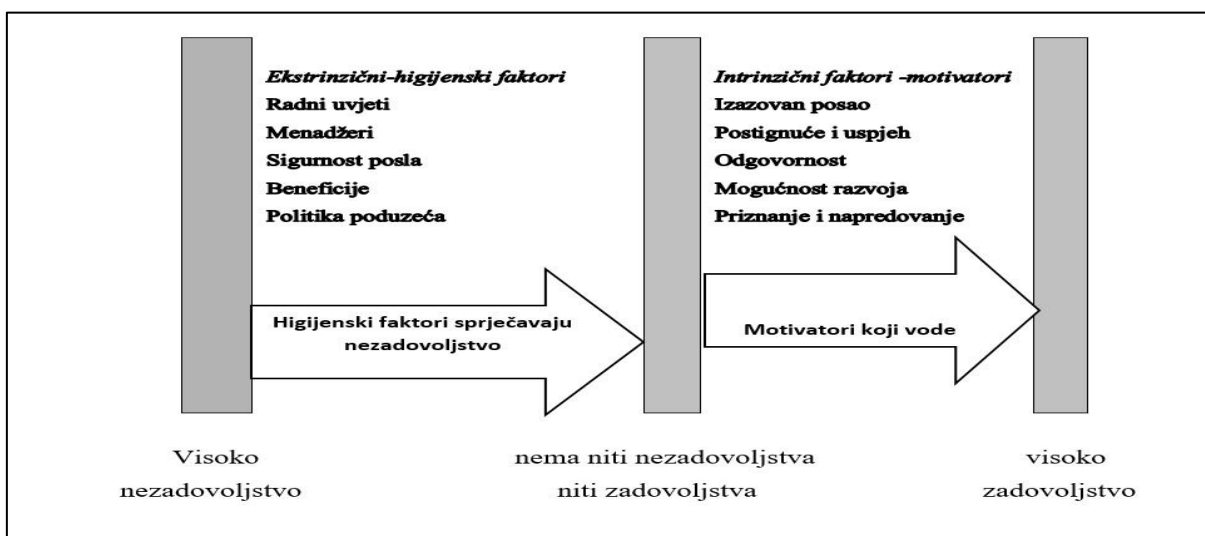 Ekstrinzični-higijenski faktori
Radni uvjeti
Menadžeri
Sigurnost posla
Beneficije
Politika poduzeća
Intrinzični faktori -motivatori
Izazovan posao
Postignuće i uspjeh
Odgovornost
Mogućnost razvoja
Priznanje i napredovanje
Higijenski faktori sprječavaju
nezadovoljstvo
Motivatori koji vode
Visoko
nezadovoljstvo
nema niti nezadovoljstva
niti zadovoljstva
visoko
zadovoljstvo